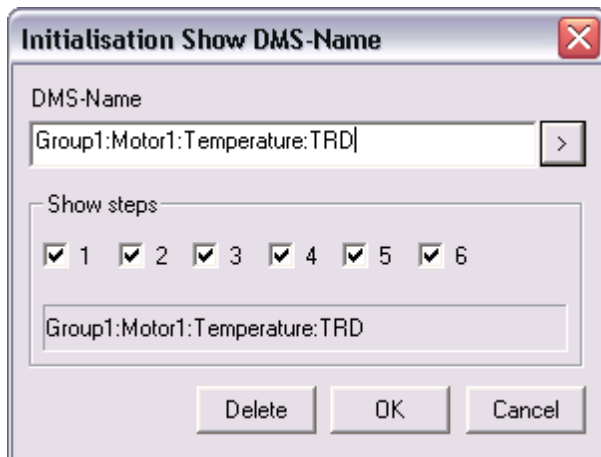 Initialisation Show DMS-Name
DMS-Name
Group1:Motor1:Temperature:TRD
>
Show steps
1 2 3 4 5 6
Group1:Motor1:Temperature:TRD
Delete OK Cancel